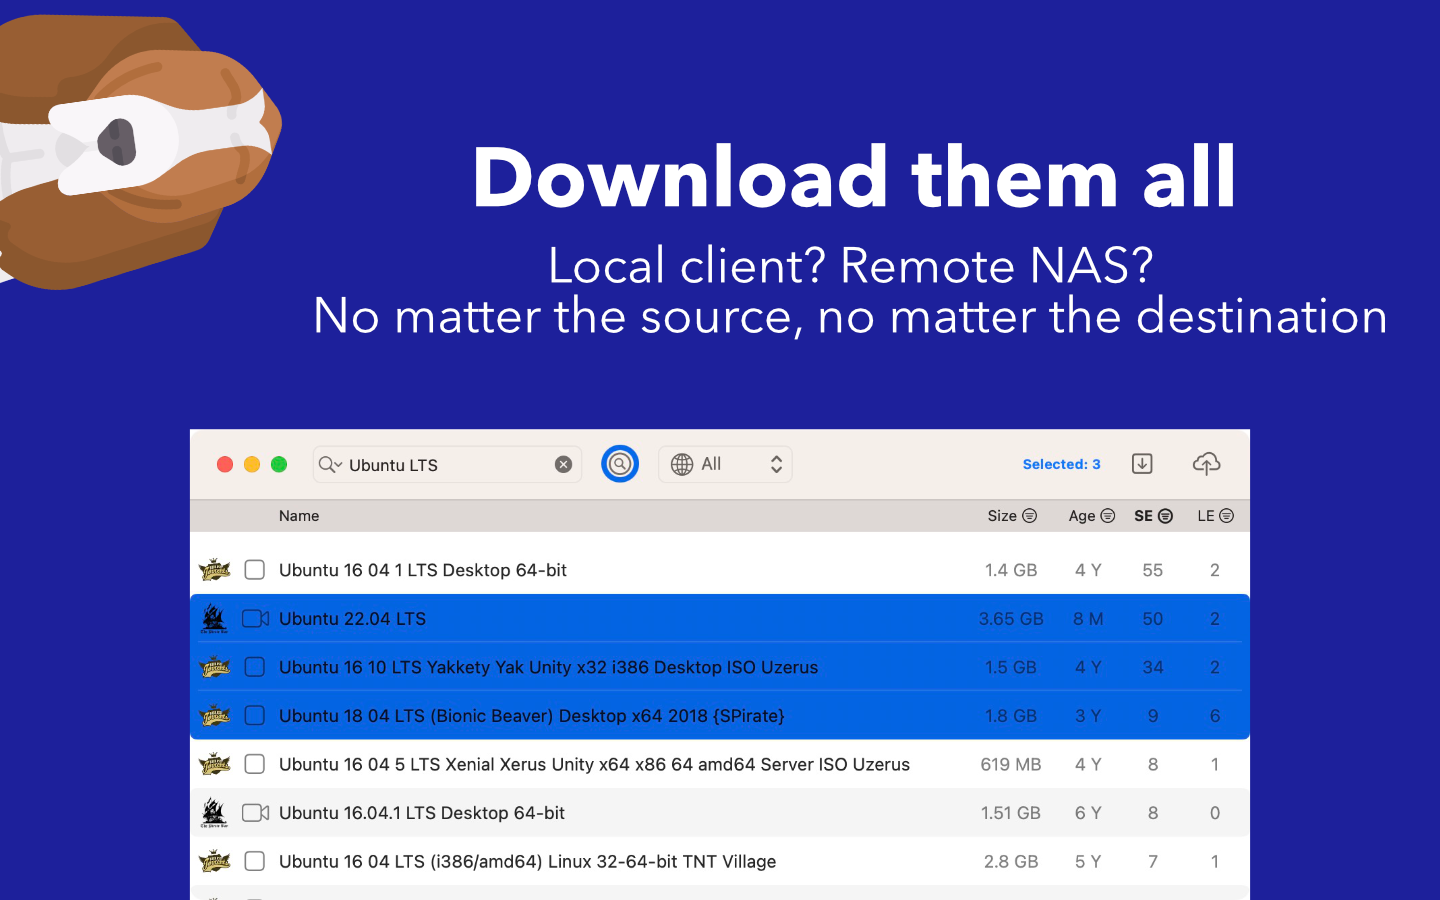 Download them all
Local client? Remote NAS?
No matter the source, no matter the destination
Ubuntu LTS All Selected: 3
Name Size Age SE LE
Ubuntu 16 04 1 LTS Desktop 64-bit 1.4 GB 4 Y 55 2
Ubuntu 22.04 LTS 3.65 GB 8 M 50 2
Ubuntu 16 10 LTS Yakkety Yak Unity x32 i386 Desktop ISO Uzerus 1.5 GB 4 Y 34 2
Ubuntu 18 04 LTS (Bionic Beaver) Desktop x64 2018 {SPirate} 1.8 GB 3 Y 9 6
Ubuntu 16 04 5 LTS Xenial Xerus Unity x64 x86 64 amd64 Server ISO Uzerus 619 MB 4 Y 8 1
Ubuntu 16.04.1 LTS Desktop 64-bit 1.51 GB 6 Y 8 0
Ubuntu 16 04 LTS (i386/amd64) Linux 32-64-bit TNT Village 2.8 GB 5 Y 7 1